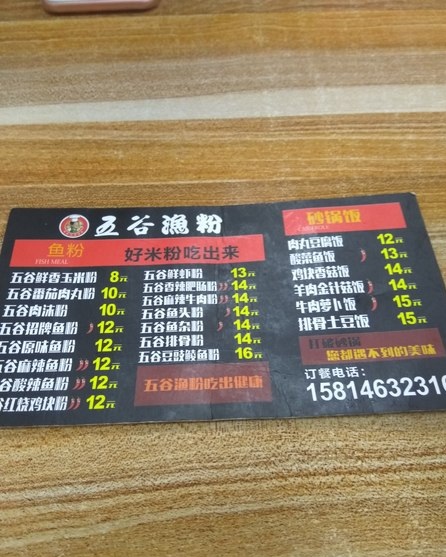 五谷漁粉
鱼粉
FISH MEAL
好米粉吃出来
五谷鲜香玉米粉 8元
五谷番茄肉丸粉 10元
五谷肉沫粉 10元
五谷招牌鱼粉 12元
五谷原味鱼粉 12元
五谷麻辣鱼粉 12元
谷酸辣鱼粉 12元
谷红烧鸡块粉 12元
五谷鲜虾粉 13元
五谷香辣肥肠粉 14元
五谷麻辣牛肉粉 14元
五谷鱼头粉 14元
五谷鱼杂粉 14元
五谷排骨粉 14元
五谷豆豉鲮鱼粉 16元
五谷漁粉吃出健康
砂锅饭
肉丸豆腐饭 12元
酸菜鱼饭 13元
鸡块香菇饭 14元
羊肉金针菇饭 14元
牛肉萝卜饭 15元
排骨土豆饭 15元
打破砂锅
您都遇不到的美味
订餐电话：
1581463231